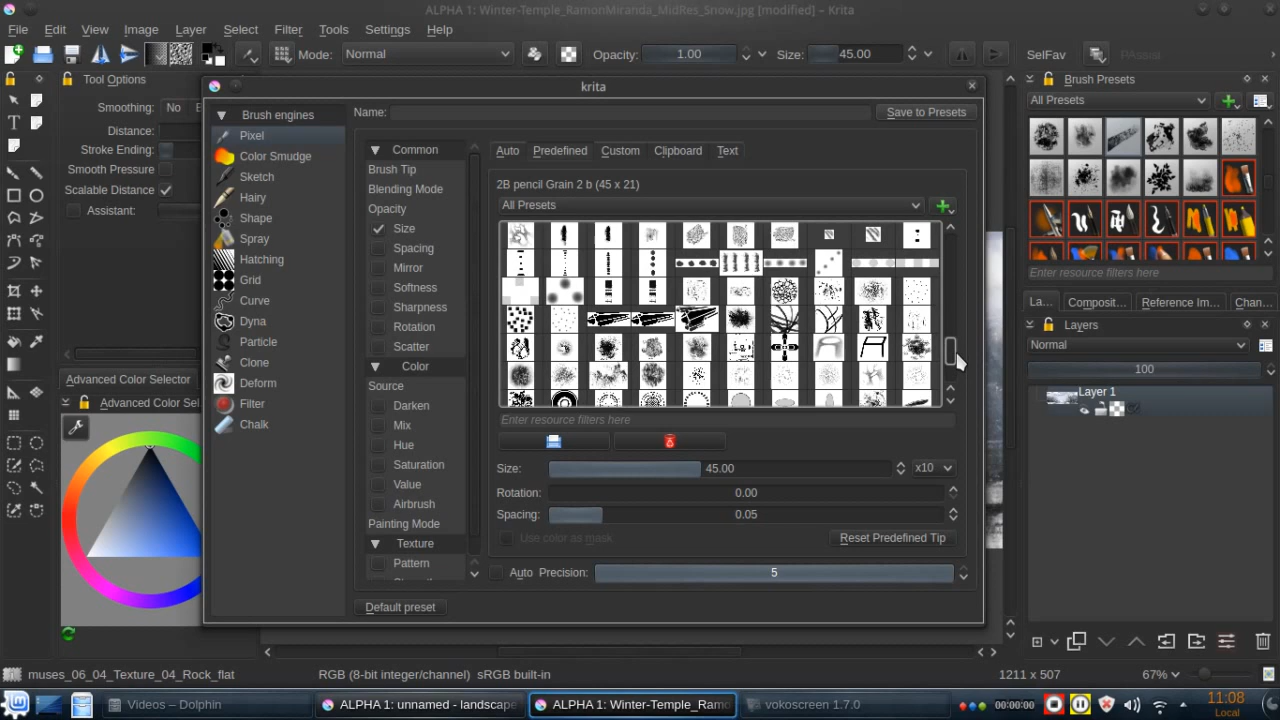 ALPHA 1: Winter-Temple_RamonMiranda_MidRes_Snow.jpg [modified] – Krita
File Edit View Image Layer Select Filter Tools Settings Help
Mode: Normal Opacity: 1.00 Size: 45.00 SelFav PAssist
Tool Options
Smoothing: No B
Distance:
Stroke Ending:
Smooth Pressure
Scalable Distance
Assistant:
Advanced Color Selector
Advanced Color Sel
krita
Brush engines
Pixel
Color Smudge
Sketch
Hairy
Shape
Spray
Hatching
Grid
Curve
Dyna
Particle
Clone
Deform
Filter
Chalk
Name: Save to Presets
Common
Brush Tip
Blending Mode
Opacity
Size
Spacing
Mirror
Softness
Sharpness
Rotation
Scatter
Color
Source
Darken
Mix
Hue
Saturation
Value
Airbrush
Painting Mode
Texture
Pattern
Auto Predefined Custom Clipboard Text
2B pencil Grain 2 b (45 x 21)
All Presets
Enter resource filters here
Size: 45.00 x10
Rotation: 0.00
Spacing: 0.05
Use color as mask Reset Predefined Tip
Auto Precision: 5
Default preset
Brush Presets
All Presets
Enter resource filters here
La... Composit... Reference Im... Chan...
Layers
Normal
100
Layer 1
muses_06_04_Texture_04_Rock_flat RGB (8-bit integer/channel) sRGB built-in 1211 x 507 67%
Videos – Dolphin ALPHA 1: unnamed - landscape ALPHA 1: Winter-Temple_Ramo vokoscreen 1.7.0 00:00:00 11:08
Local